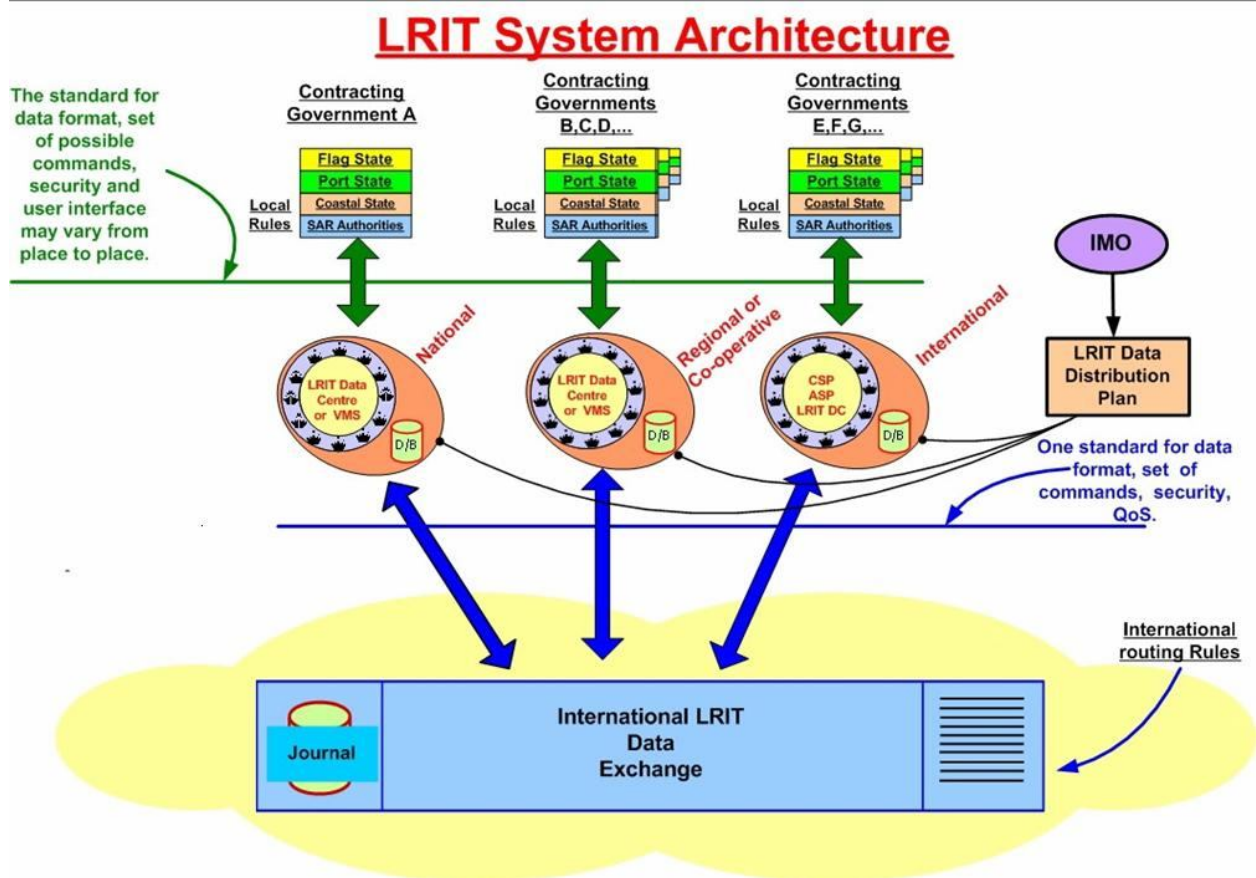 LRIT System Architecture
The standard for
data format, set
of possible
commands,
security and
user interface
may vary from
place to place.
Contracting
Government A
Flag State
Port State
Coastal State
SAR Authorities
Local
Rules
Contracting
Governments
B,C,D,...
Flag State
Port State
Coastal State
SAR Authorities
Local
Rules
Contracting
Governments
E,F,G,...
Flag State
Port State
Coastal State
SAR Authorities
Local
Rules
IMO
LRIT Data
Distribution
Plan
National
LRIT Data
Centre
or VMS
D/B
Regional or
Co-operative
LRIT Data
Centre
or VMS
D/B
International
CSP
ASP
LRIT DC
D/B
One standard for data
format, set of
commands, security,
QoS.
International
routing Rules
Journal
International LRIT
Data
Exchange